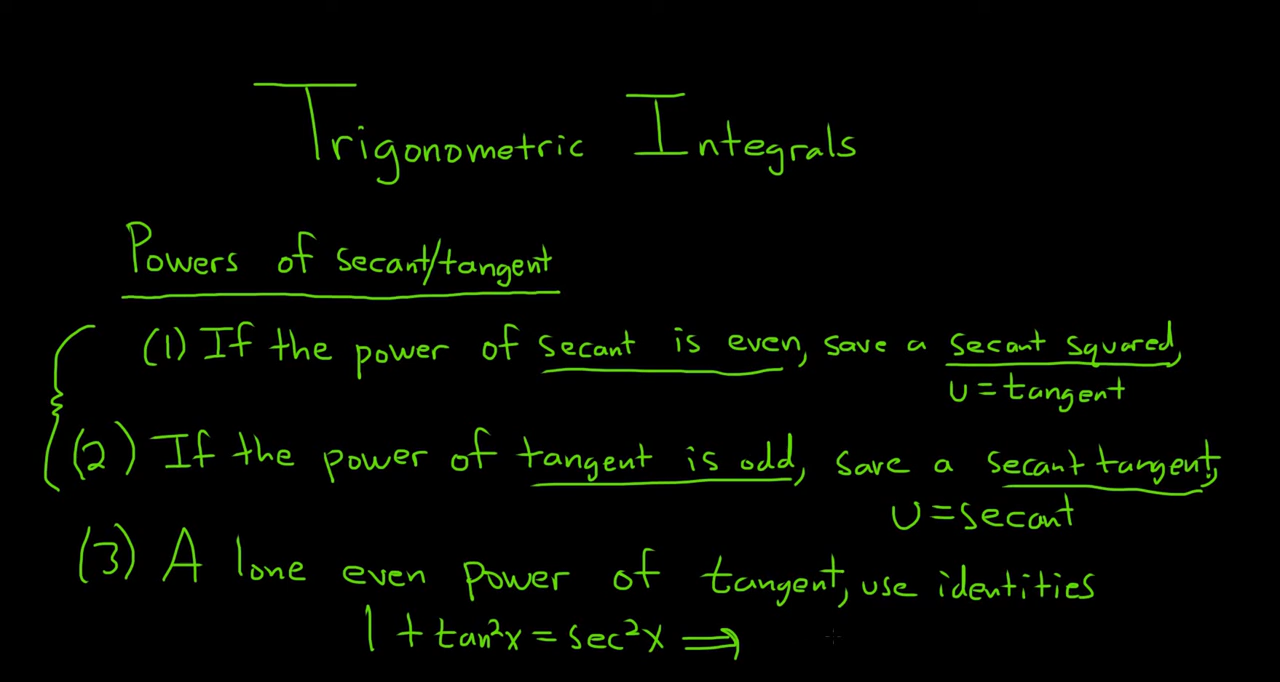 Trigonometric Integrals
Powers of secant/tangent
(1) If the power of secant is even, save a secant squared,
u = tangent
(2) If the power of tangent is odd, save a secant tangent,
u = secant
(3) A lone even power of tangent, use identities
1 + tan²x = sec²x ⇒